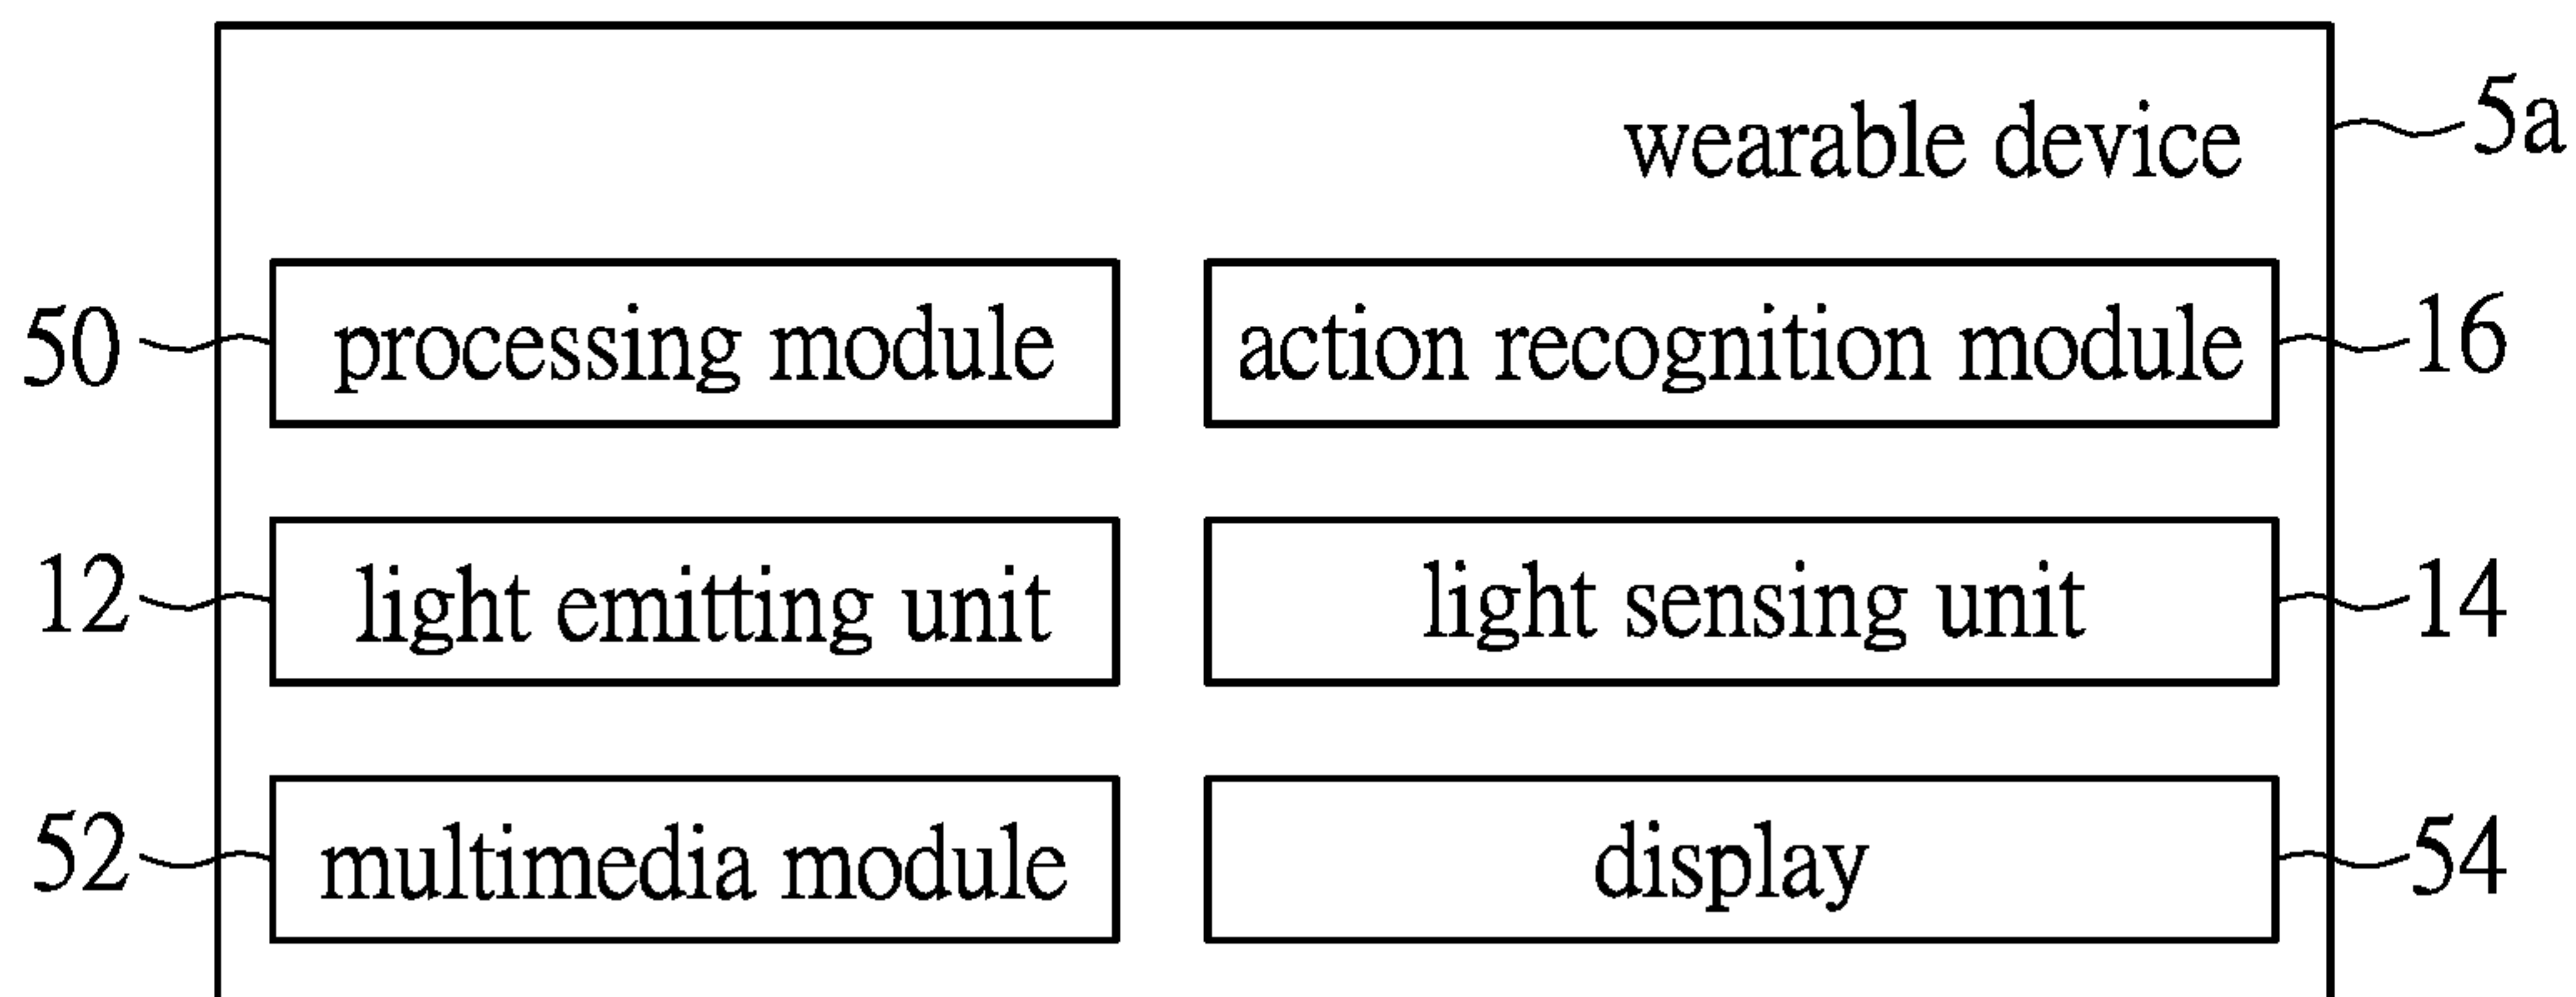 wearable device 5a
50 processing module action recognition module 16
12 light emitting unit light sensing unit 14
52 multimedia module display 54